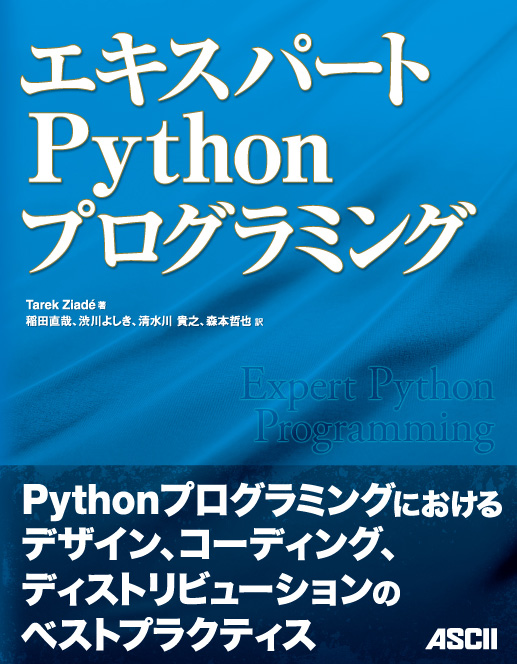 エキスパート
Python
プログラミング
Tarek Ziadé 著
稲田直哉、渋川よしき、清水川 貴之、森本哲也 訳
Expert Python
Programming
Pythonプログラミングにおける
デザイン、コーディング、
ディストリビューションの
ベストプラクティス
ASCII